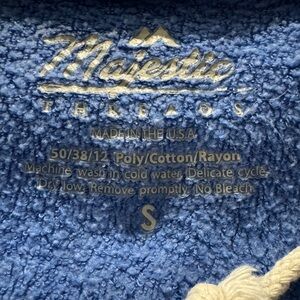 Majestic
THREADS
MADE IN THE U.S.A.
50/38/12 Poly/Cotton/Rayon
Machine wash in cold water. Delicate cycle.
Dry low. Remove promptly. No Bleach.
S